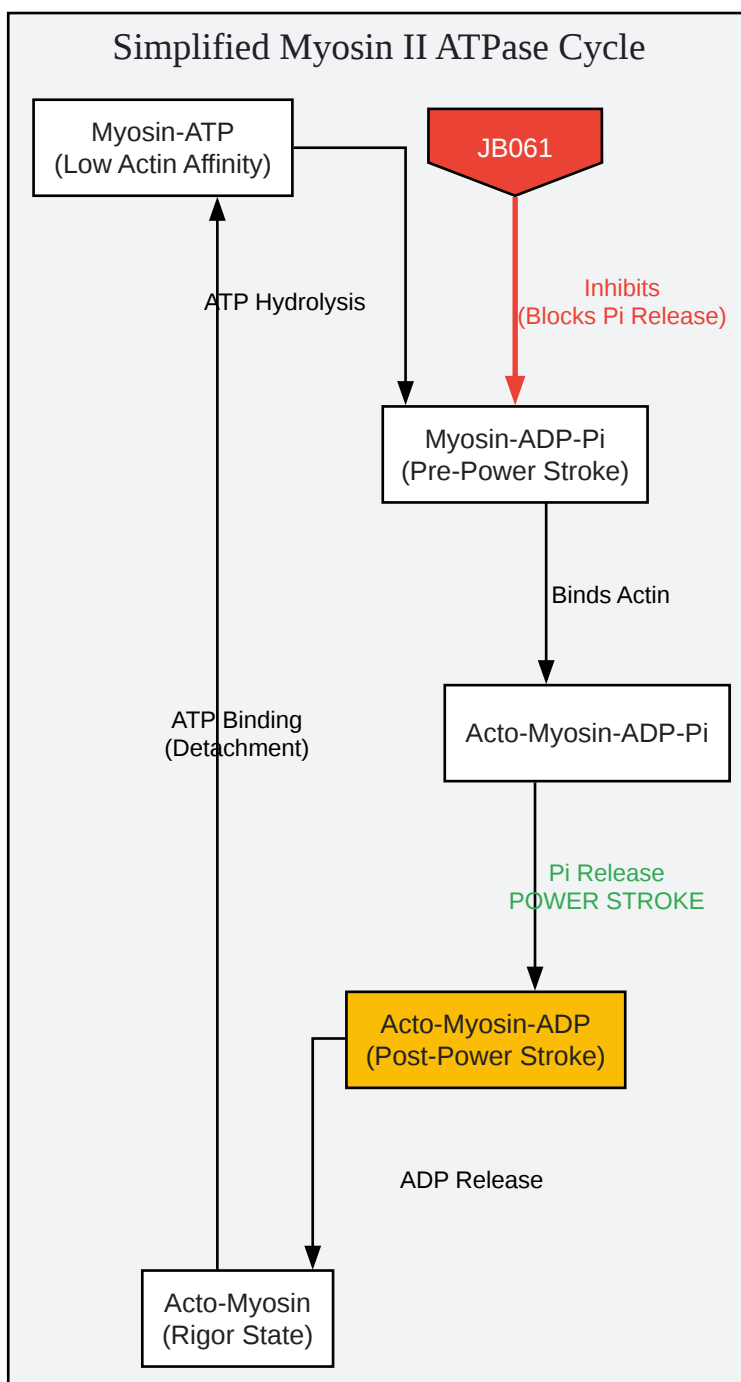 Simplified Myosin II ATPase Cycle
Myosin-ATP
(Low Actin Affinity)
JB061
ATP Hydrolysis
Inhibits
(Blocks Pi Release)
Myosin-ADP-Pi
(Pre-Power Stroke)
Binds Actin
ATP Binding
(Detachment)
Acto-Myosin-ADP-Pi
Pi Release
POWER STROKE
Acto-Myosin-ADP
(Post-Power Stroke)
ADP Release
Acto-Myosin
(Rigor State)